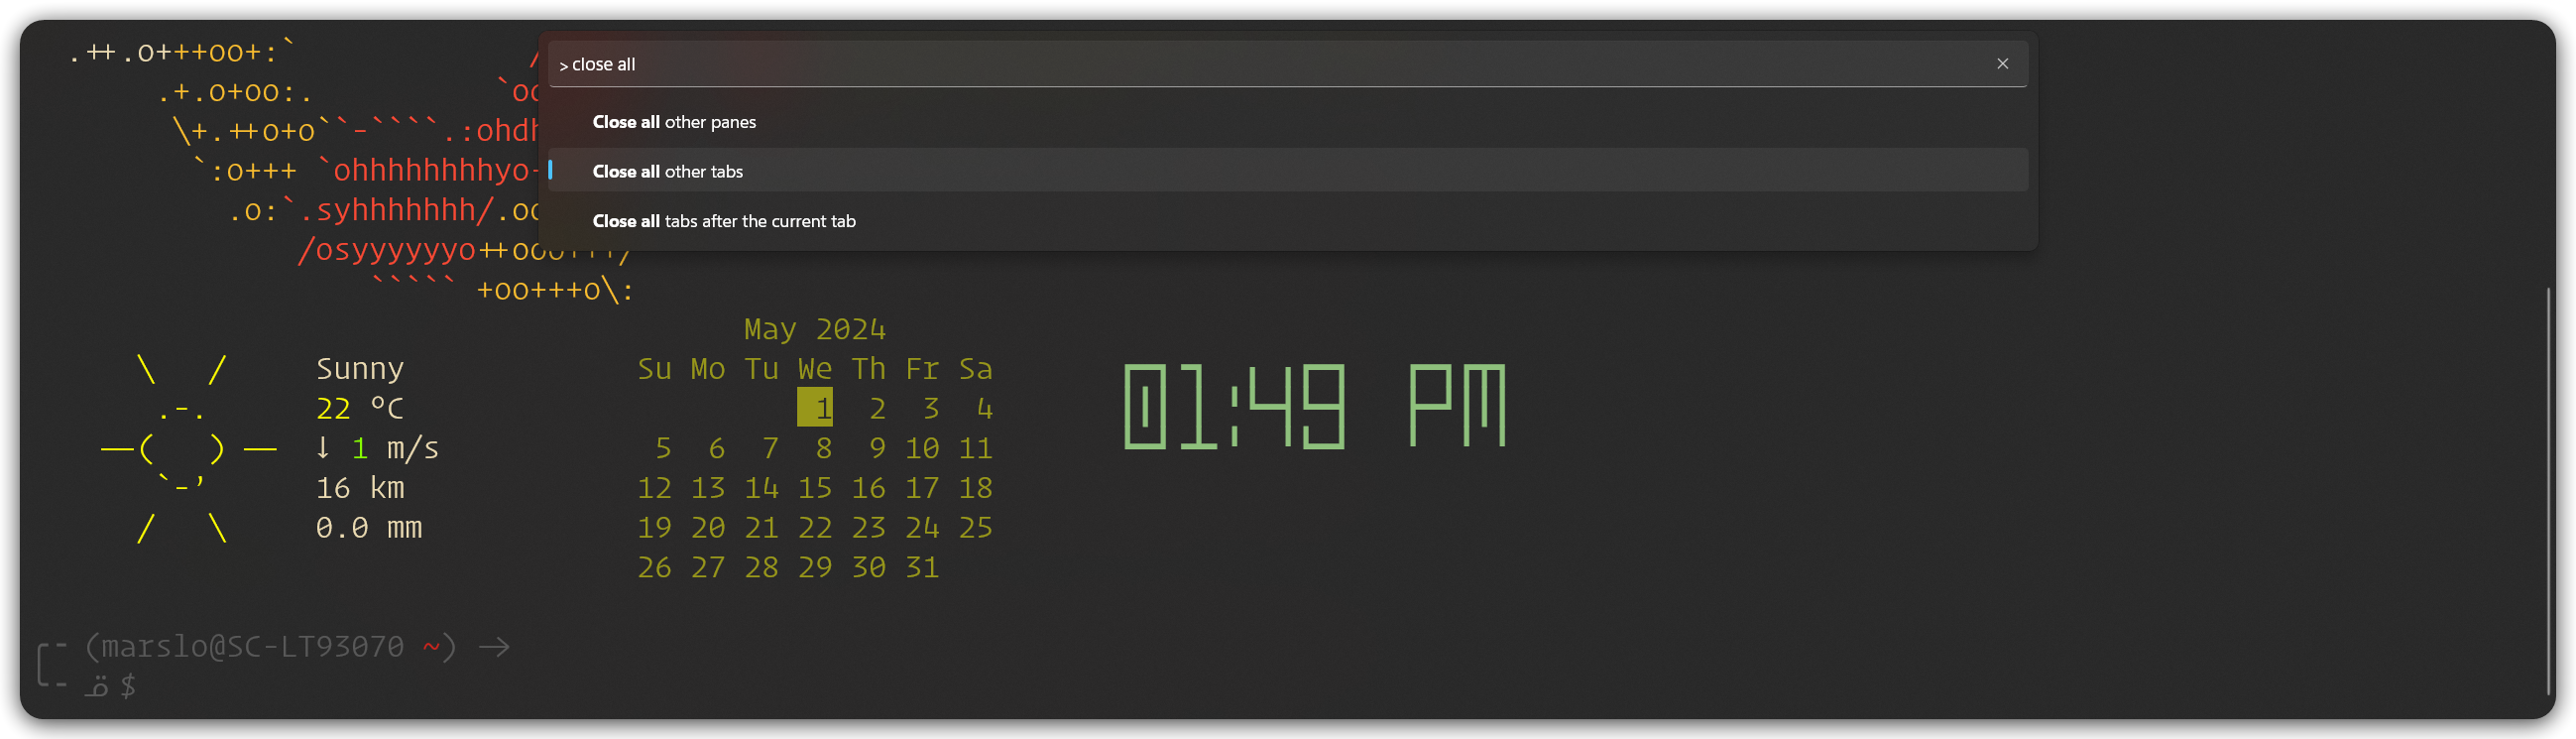 .++.o+++oo+:`                          /
>close all
×
.+.o+oo:.                     `oo
Close all other panes
\+.++o+o``-````.:ohdh
`:o+++ `ohhhhhhhhyo-
Close all other tabs
.o:`.syhhhhhhh/.oo
Close all tabs after the current tab
/osyyyyyyo++ooo+++/
````` +oo+++o\:
May 2024
\   /    Sunny    Su Mo Tu We Th Fr Sa    01:49 PM
.-.    22 °C    1 2 3 4
—( ) —    ↓ 1 m/s    5 6 7 8 9 10 11
`-’    16 km    12 13 14 15 16 17 18
/   \    0.0 mm    19 20 21 22 23 24 25
26 27 28 29 30 31
(marslo@SC-LT93070 ~) →
$